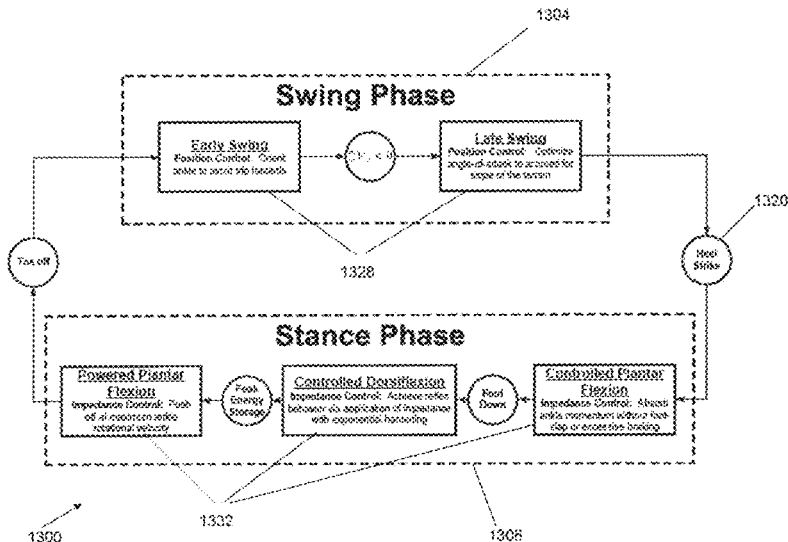 1304
Swing Phase
Early Swing
Position Control: Orient
ankle to avoid trip hazards
Late Swing
Position Control: Optimize
angle-of-attack to account for
slope of the terrain
1320
Toe off
1328
Heel
Strike
Stance Phase
Powered Plantar
Flexion
Impedance Control: Push
off at
rotational velocity
Peak
Energy
Storage
Controlled Dorsiflexion
Impedance Control: Achieve reflex
behavior via application of impedance
with exponential hardening
Foot
Down
Controlled Plantar
Flexion
Impedance Control: Absorb
ankle momentum without foot-
slap or excessive braking
1332
1308
1300